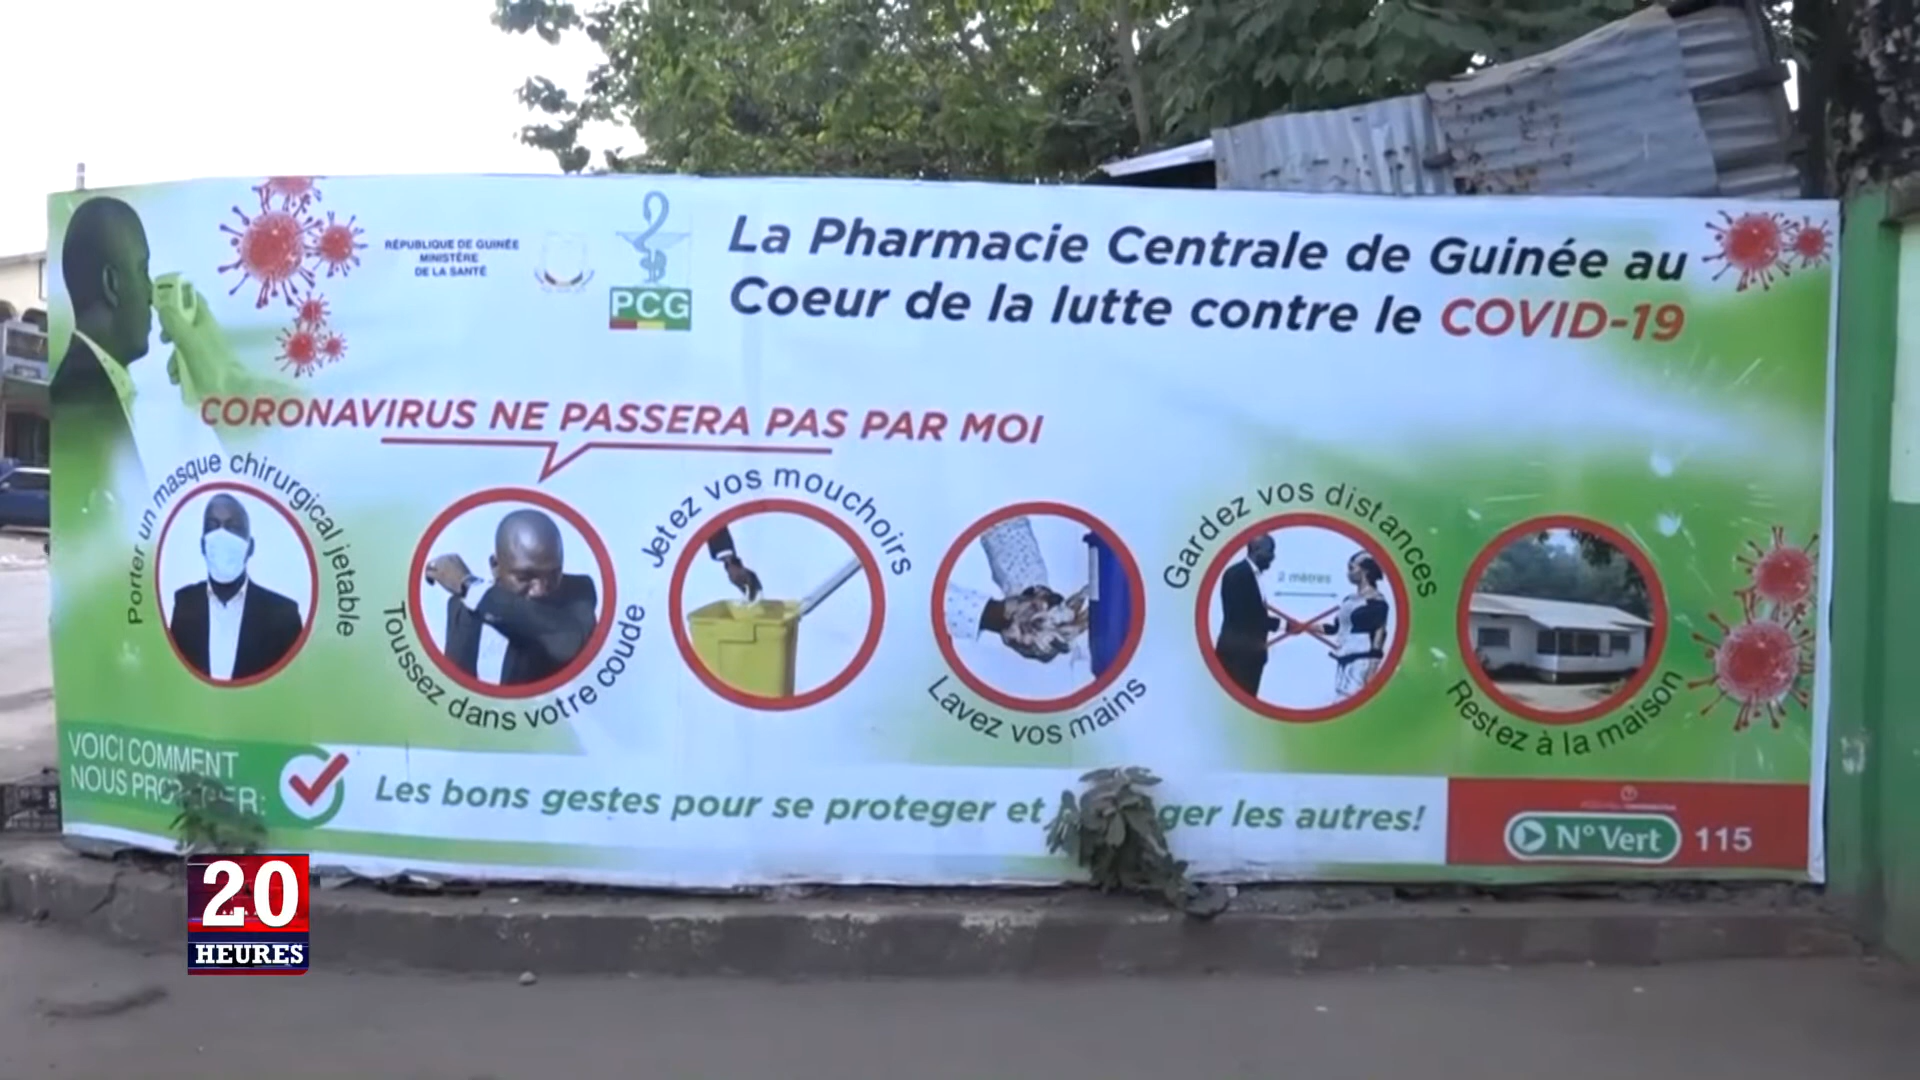 RÉPUBLIQUE DE GUINÉE
MINISTÈRE
DE LA SANTÉ
PCG
La Pharmacie Centrale de Guinée au
Coeur de la lutte contre le COVID-19
CORONAVIRUS NE PASSERA PAS PAR MOI
Porter un masque chirurgical jetable
Toussez dans votre coude
Jetez vos mouchoirs
Lavez vos mains
Gardez vos distances
2 mètres
Restez à la maison
VOICI COMMENT
NOUS
Les bons gestes pour se proteger et les autres!
N° Vert 115
20
HEURES